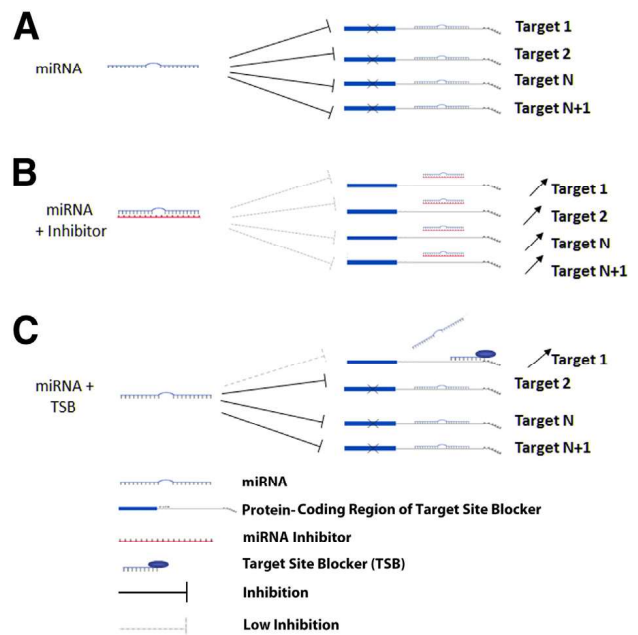 A
miRNA
Target 1
Target 2
Target N
Target N+1
B
miRNA
+ Inhibitor
Target 1
Target 2
Target N
Target N+1
C
miRNA +
TSB
Target 1
Target 2
Target N
Target N+1
miRNA
Protein-Coding Region of Target Site Blocker
miRNA Inhibitor
Target Site Blocker (TSB)
Inhibition
Low Inhibition